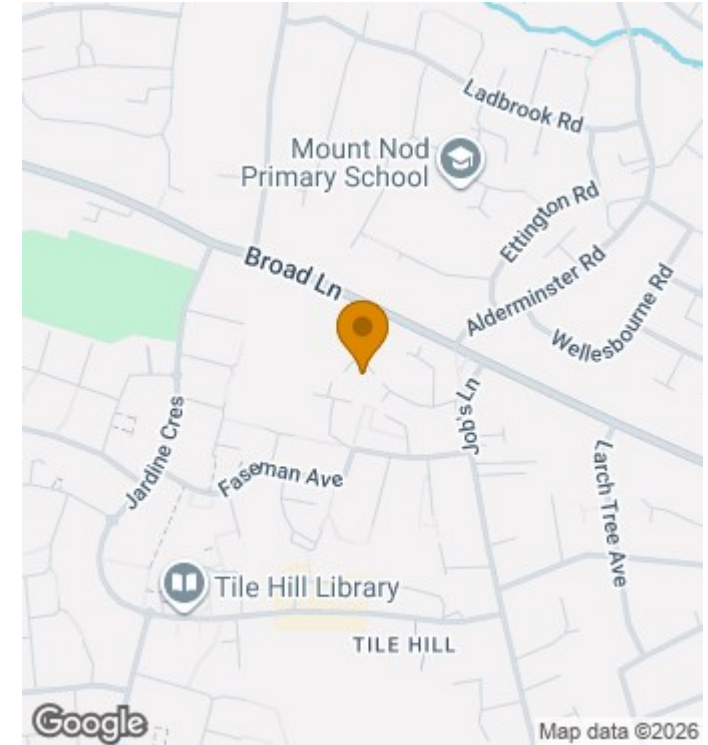 Ladbrook Rd
Mount Nod
Primary School
Ettington Rd
Broad Ln
Alderminster Rd
Wellesbourne Rd
Job's Ln
Jardine Cres
Faseman Ave
Larch Tree Ave
Tile Hill Library
TILE HILL
Google
Map data ©2026